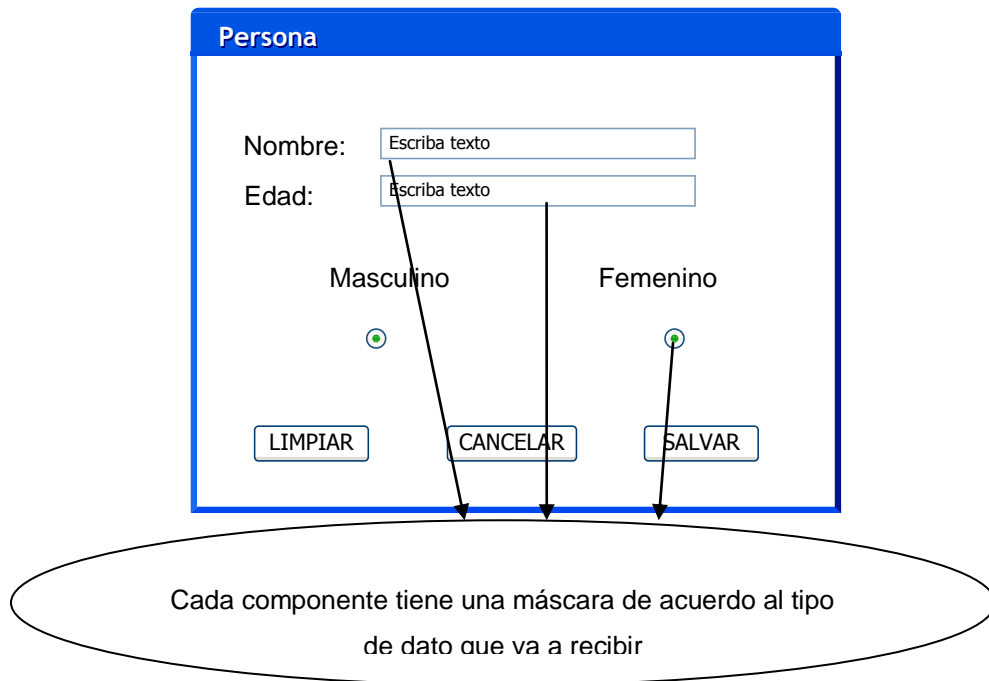 Persona
Nombre: Escriba texto
Edad: Escriba texto
Masculino Femenino
LIMPIAR CANCELAR SALVAR
Cada componente tiene una máscara de acuerdo al tipo
de dato que va a recibir